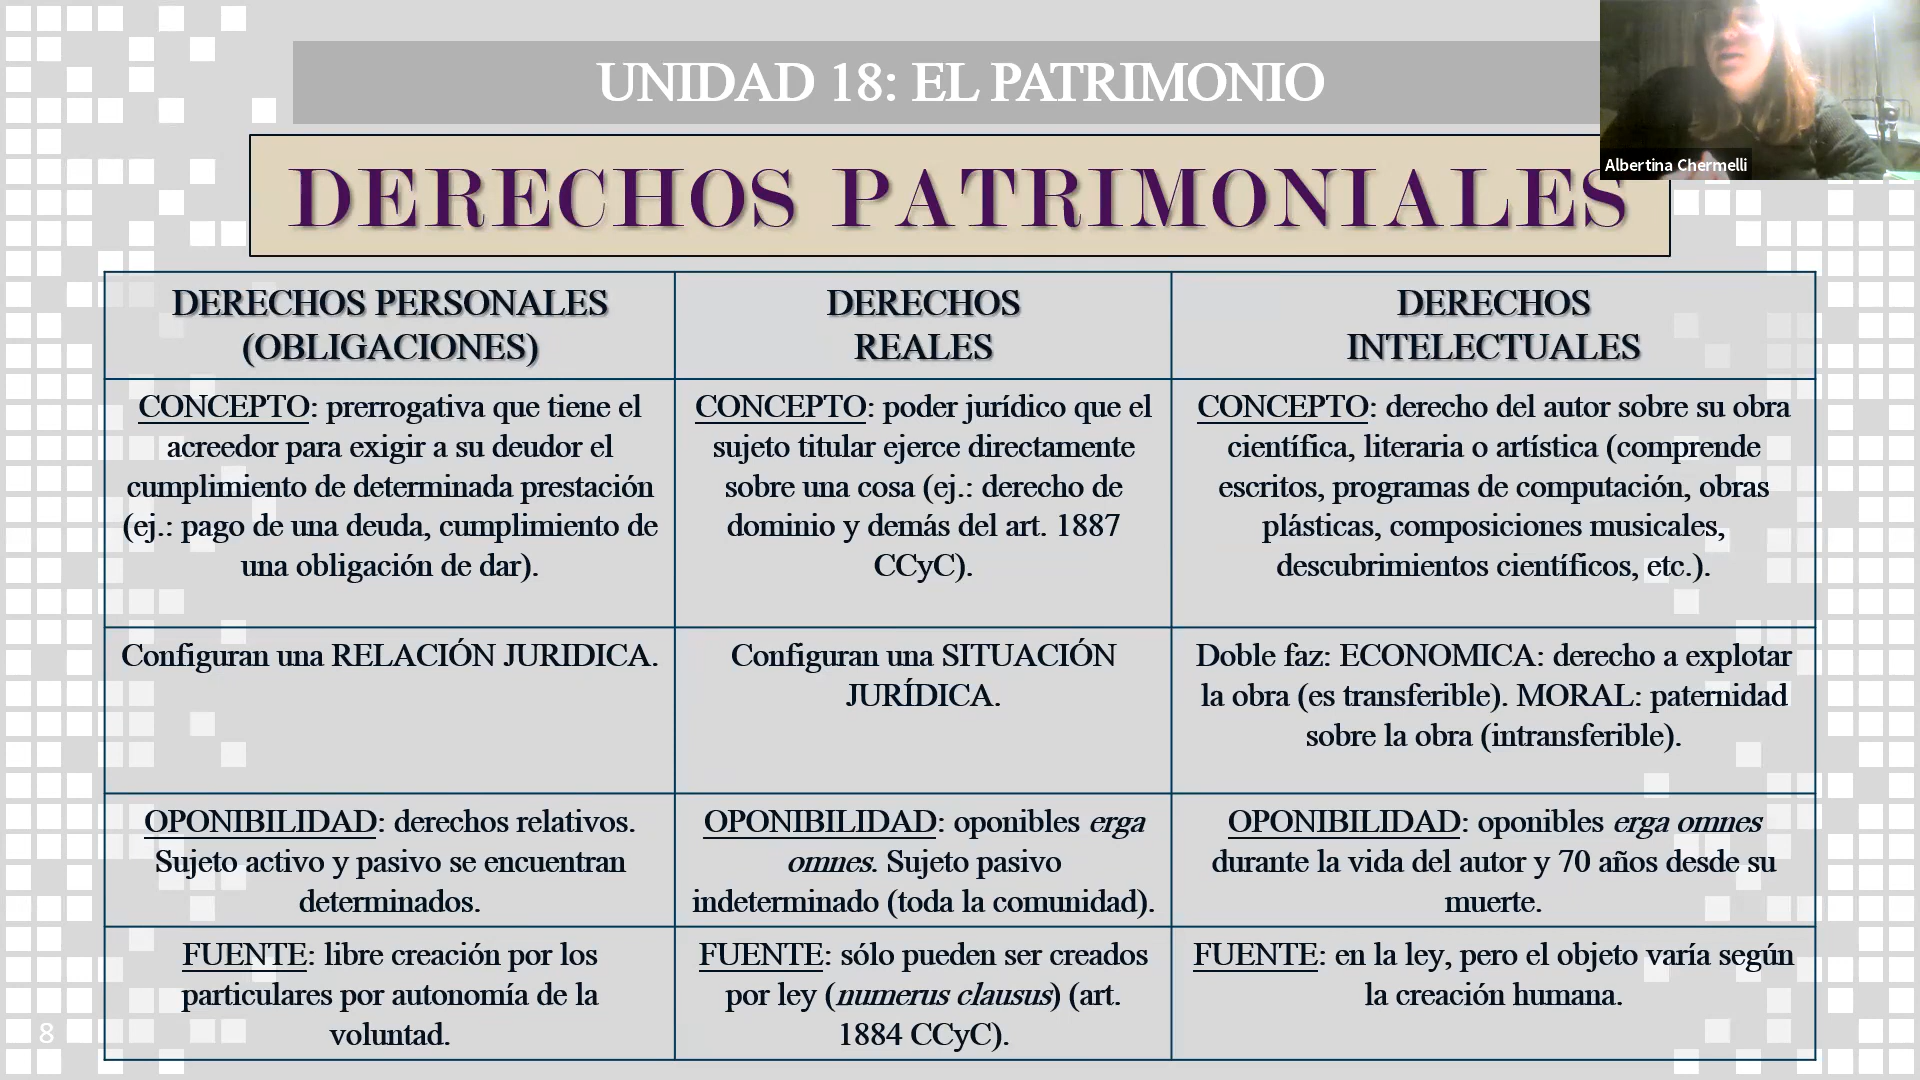 UNIDAD 18: EL PATRIMONIO
Albertina Chermelli
DERECHOS PATRIMONIALES
DERECHOS PERSONALES
(OBLIGACIONES)
DERECHOS
REALES
DERECHOS
INTELECTUALES
CONCEPTO: prerrogativa que tiene el
acreedor para exigir a su deudor el
cumplimiento de determinada prestación
(ej.: pago de una deuda, cumplimiento de
una obligación de dar).
CONCEPTO: poder jurídico que el
sujeto titular ejerce directamente
sobre una cosa (ej.: derecho de
dominio y demás del art. 1887
CCyC).
CONCEPTO: derecho del autor sobre su obra
científica, literaria o artística (comprende
escritos, programas de computación, obras
plásticas, composiciones musicales,
descubrimientos científicos, etc.).
Configuran una RELACIÓN JURIDICA.
Configuran una SITUACIÓN
JURÍDICA.
Doble faz: ECONOMICA: derecho a explotar
la obra (es transferible). MORAL: paternidad
sobre la obra (intransferible).
OPONIBILIDAD: derechos relativos.
Sujeto activo y pasivo se encuentran
determinados.
OPONIBILIDAD: oponibles erga
omnes. Sujeto pasivo
indeterminado (toda la comunidad).
OPONIBILIDAD: oponibles erga omnes
durante la vida del autor y 70 años desde su
muerte.
FUENTE: libre creación por los
particulares por autonomía de la
voluntad.
FUENTE: sólo pueden ser creados
por ley (numerus clausus) (art.
1884 CCyC).
FUENTE: en la ley, pero el objeto varía según
la creación humana.
8